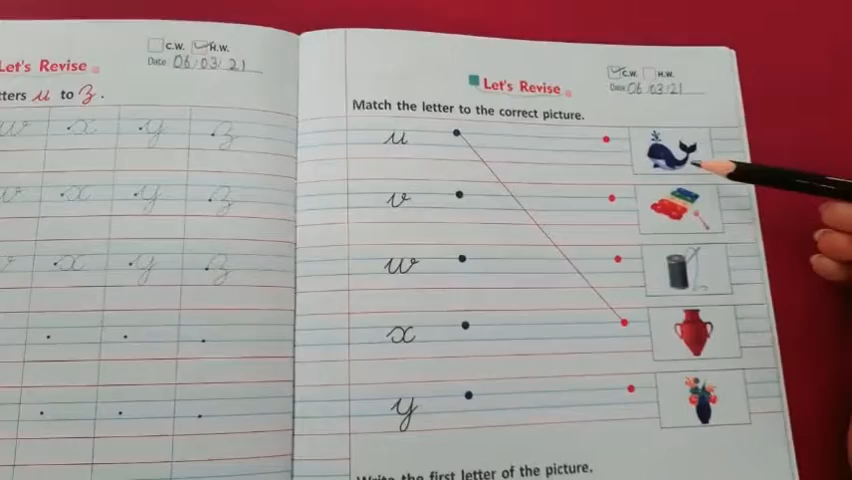 Let's Revise
C.W. H.W.
Date 06/03/21
tters u to z.
w x y z
v x y z
x y z
Let's Revise
C.W. H.W.
Date 06/03/21
Match the letter to the correct picture.
u
v
w
x
y
Write the first letter of the picture.